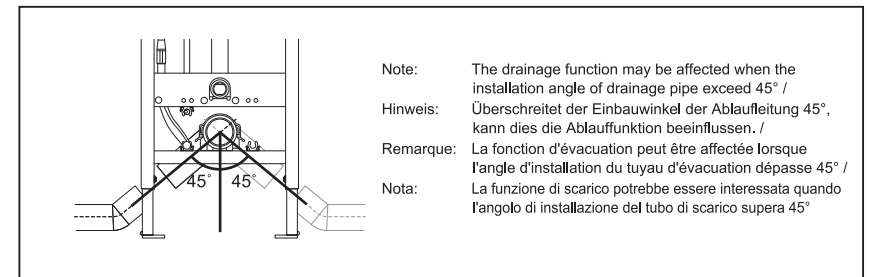 Note: The drainage function may be affected when the
installation angle of drainage pipe exceed 45° /
Hinweis: Überschreitet der Einbauwinkel der Ablaufleitung 45°,
kann dies die Ablauffunktion beeinflussen. /
Remarque: La fonction d'évacuation peut être affectée lorsque
l'angle d'installation du tuyau d'évacuation dépasse 45° /
Nota: La funzione di scarico potrebbe essere interessata quando
l'angolo di installazione del tubo di scarico supera 45°
45° 45°